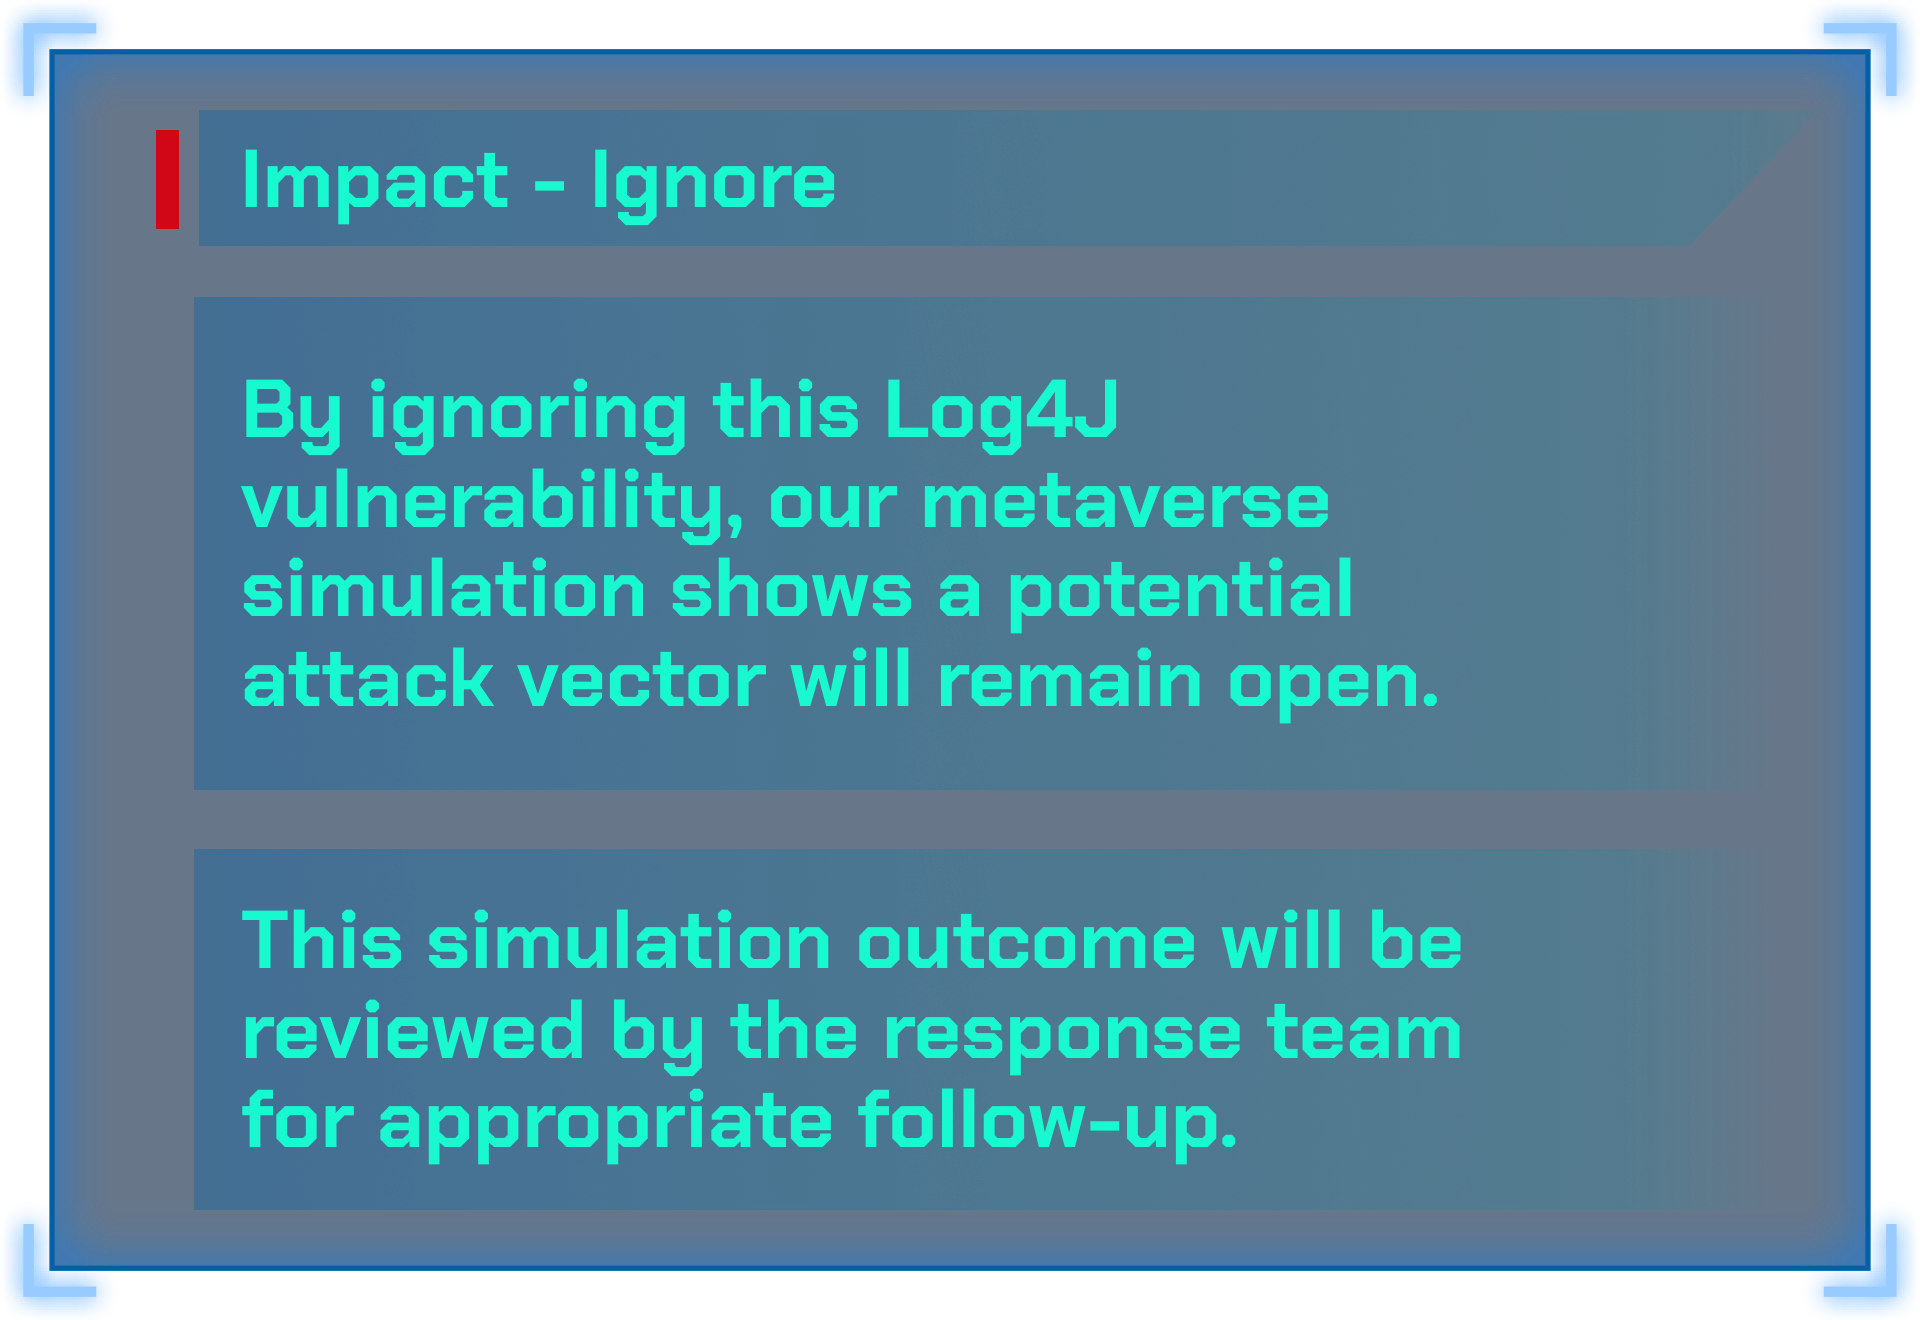 Impact - Ignore
By ignoring this Log4J
vulnerability, our metaverse
simulation shows a potential
attack vector will remain open.
This simulation outcome will be
reviewed by the response team
for appropriate follow-up.